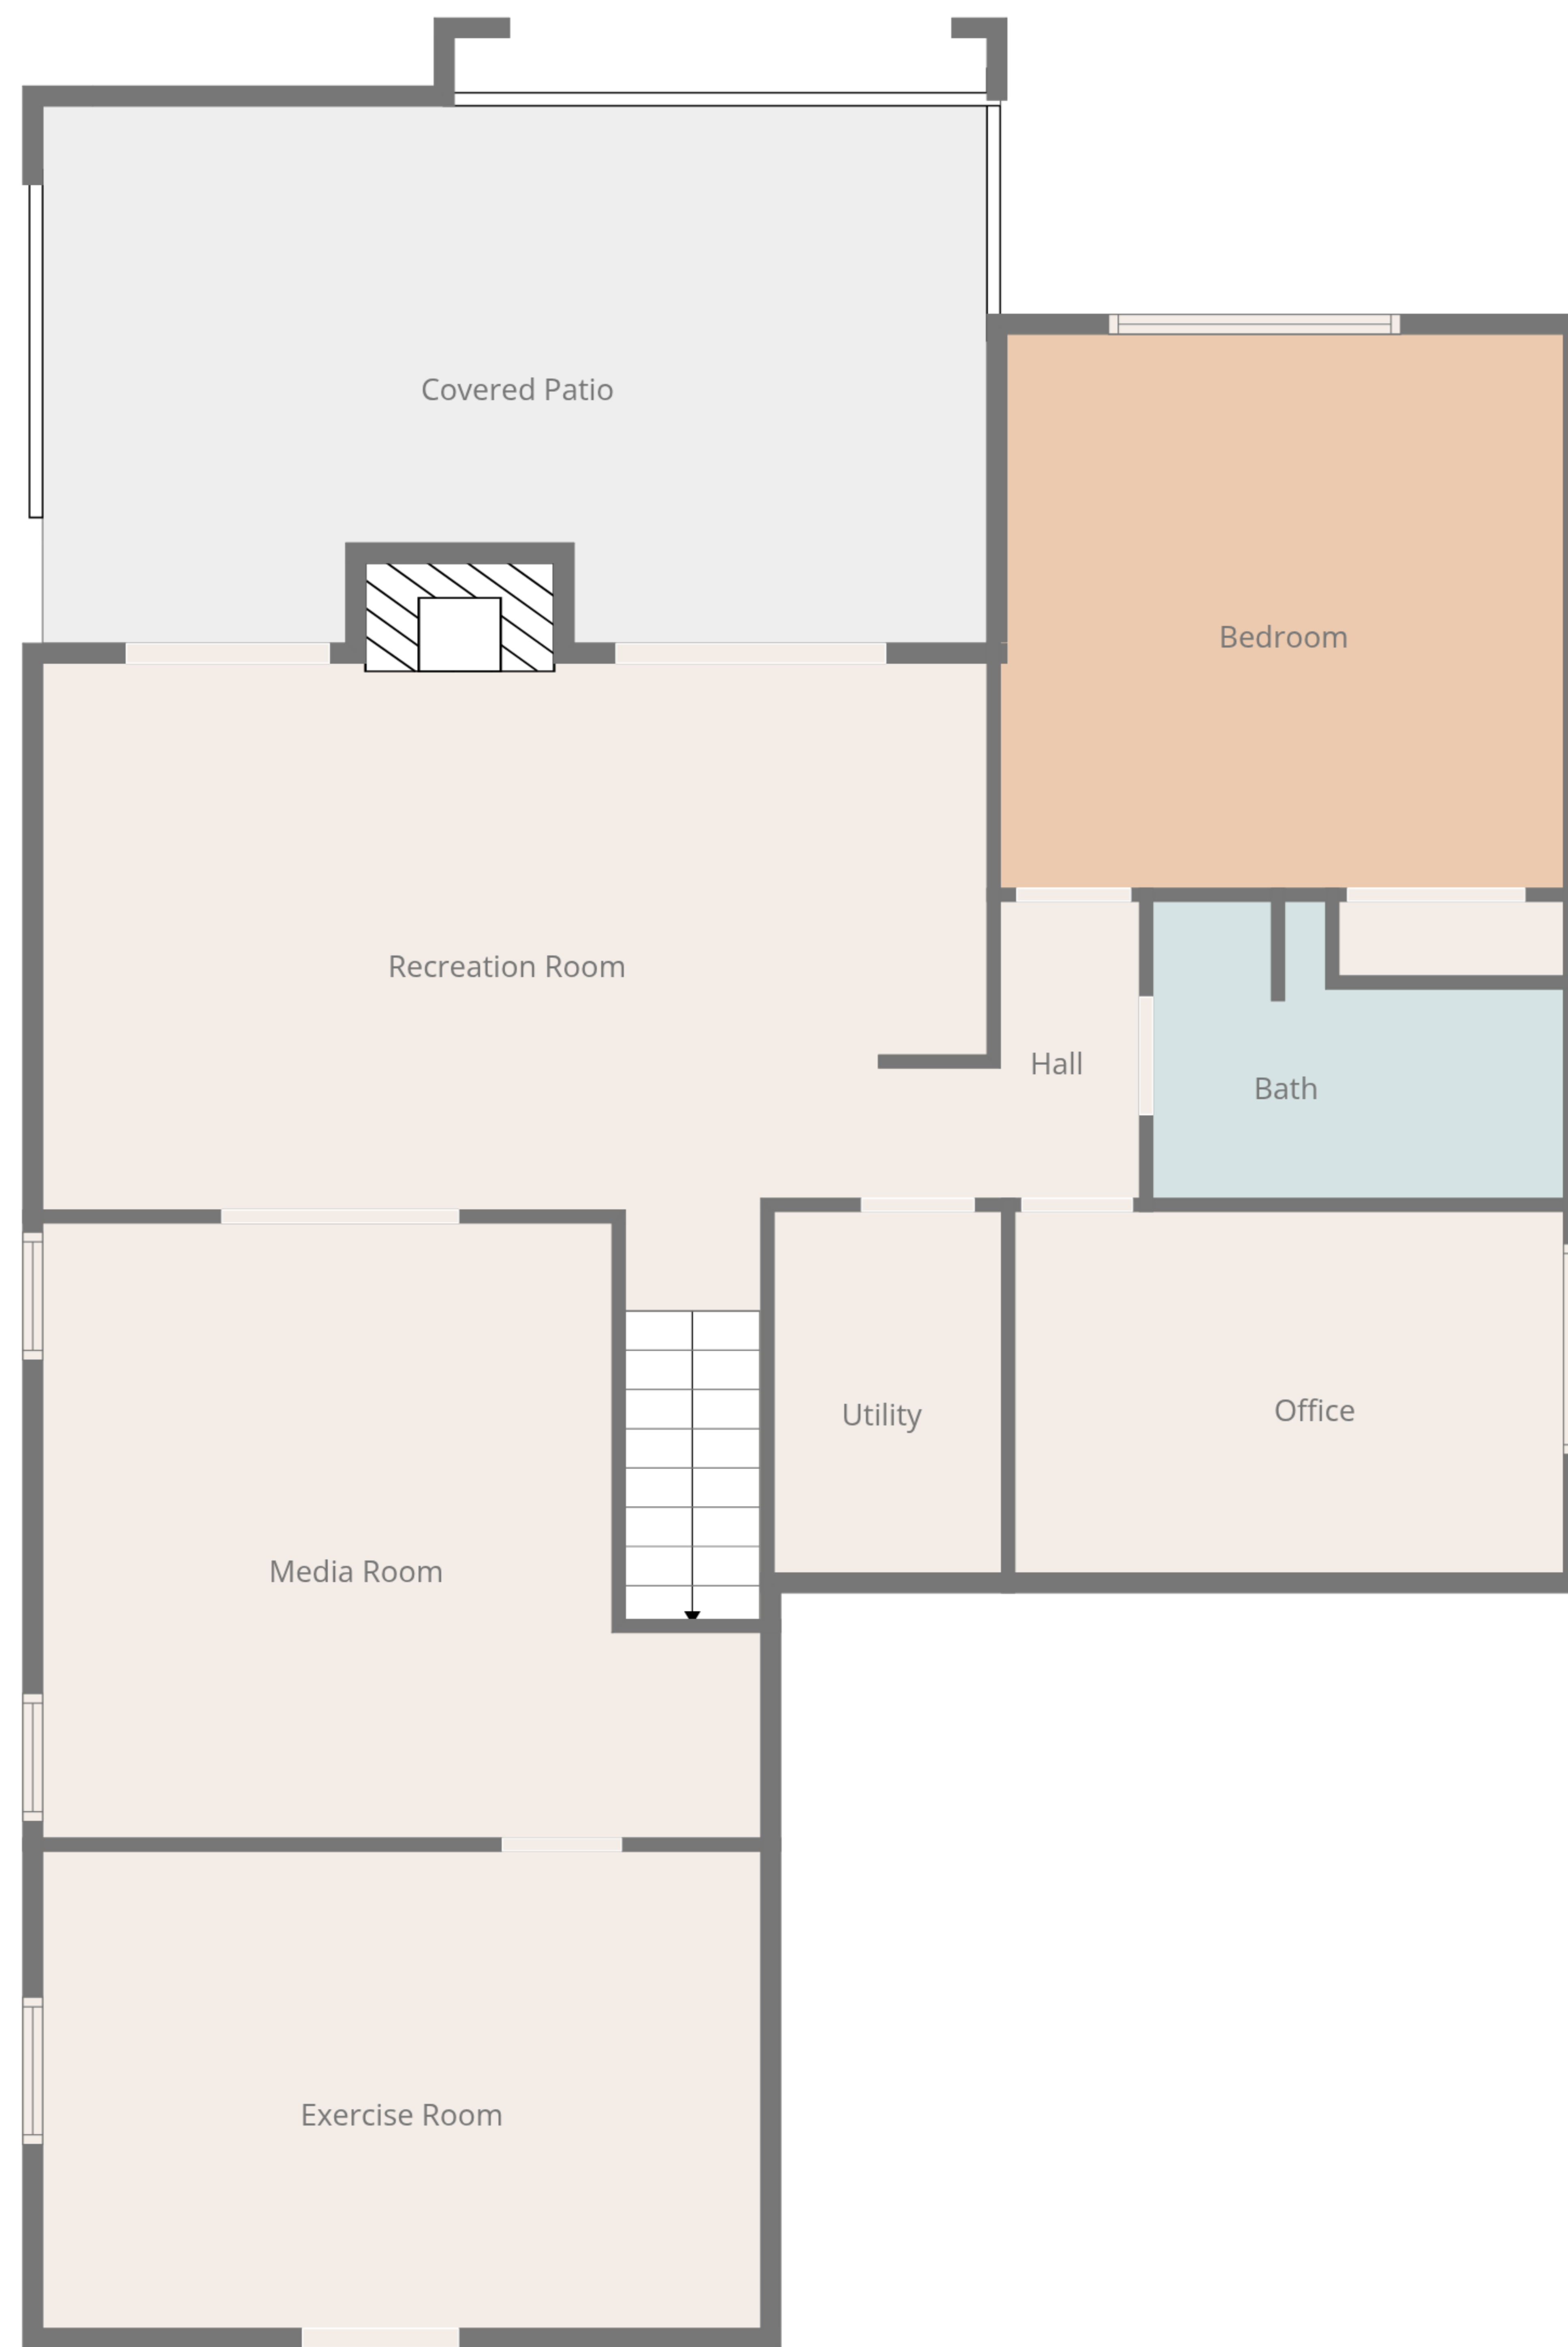 Covered Patio
Bedroom
Recreation Room
Hall
Bath
Utility
Office
Media Room
Exercise Room